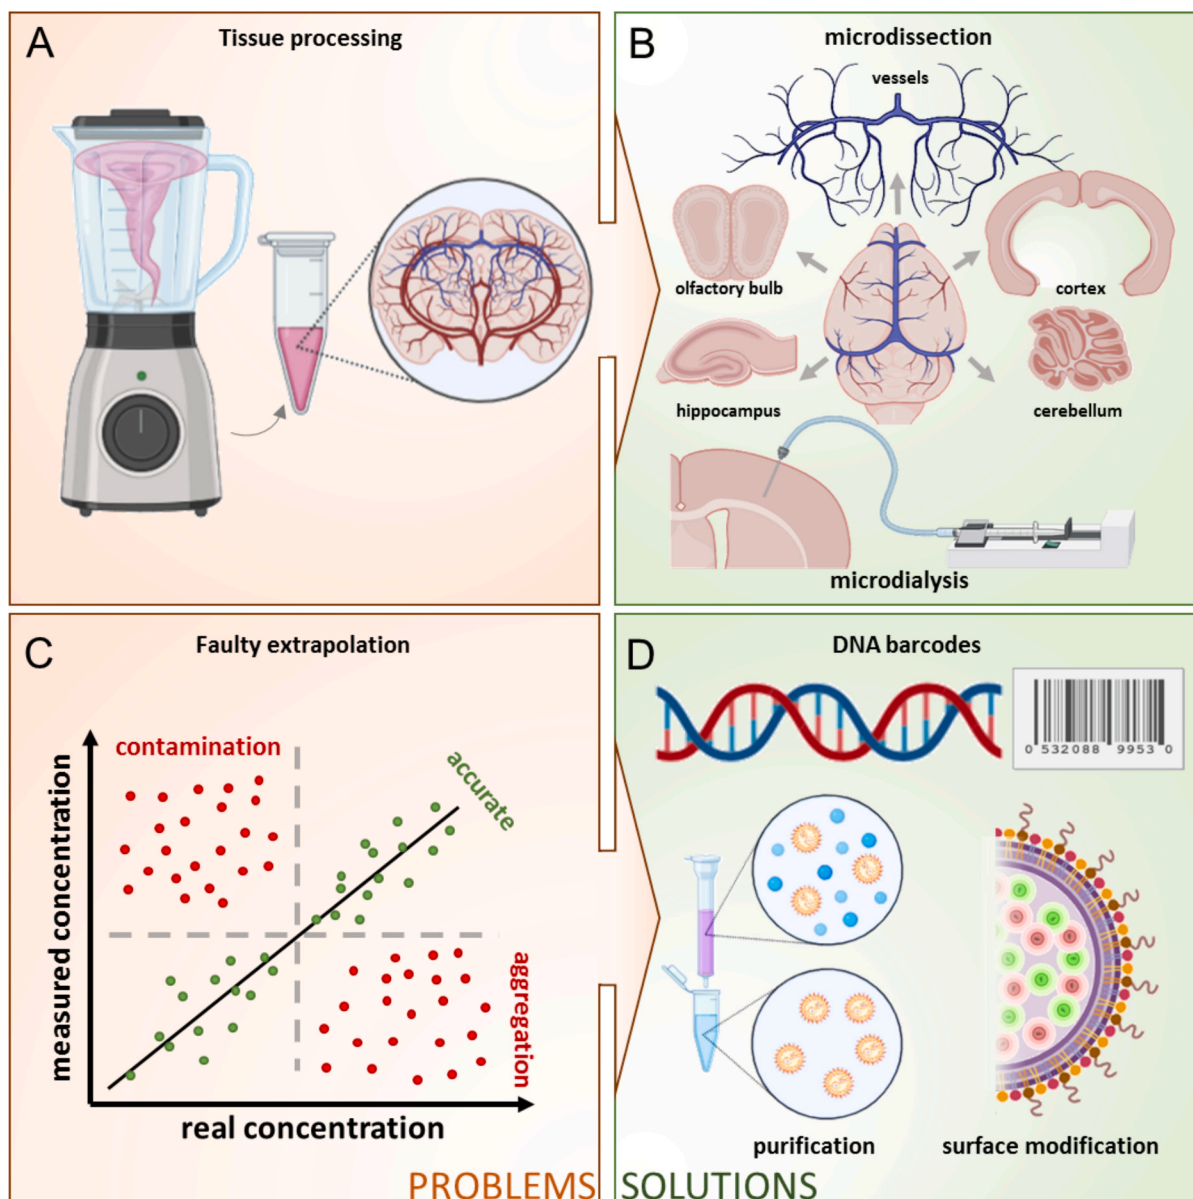 A
Tissue processing
B
microdissection
vessels
olfactory bulb
cortex
hippocampus
cerebellum
microdialysis
C
Faulty extrapolation
contamination
accurate
aggregation
measured concentration
real concentration
PROBLEMS
D
DNA barcodes
0 532088 9953 0
purification
surface modification
SOLUTIONS